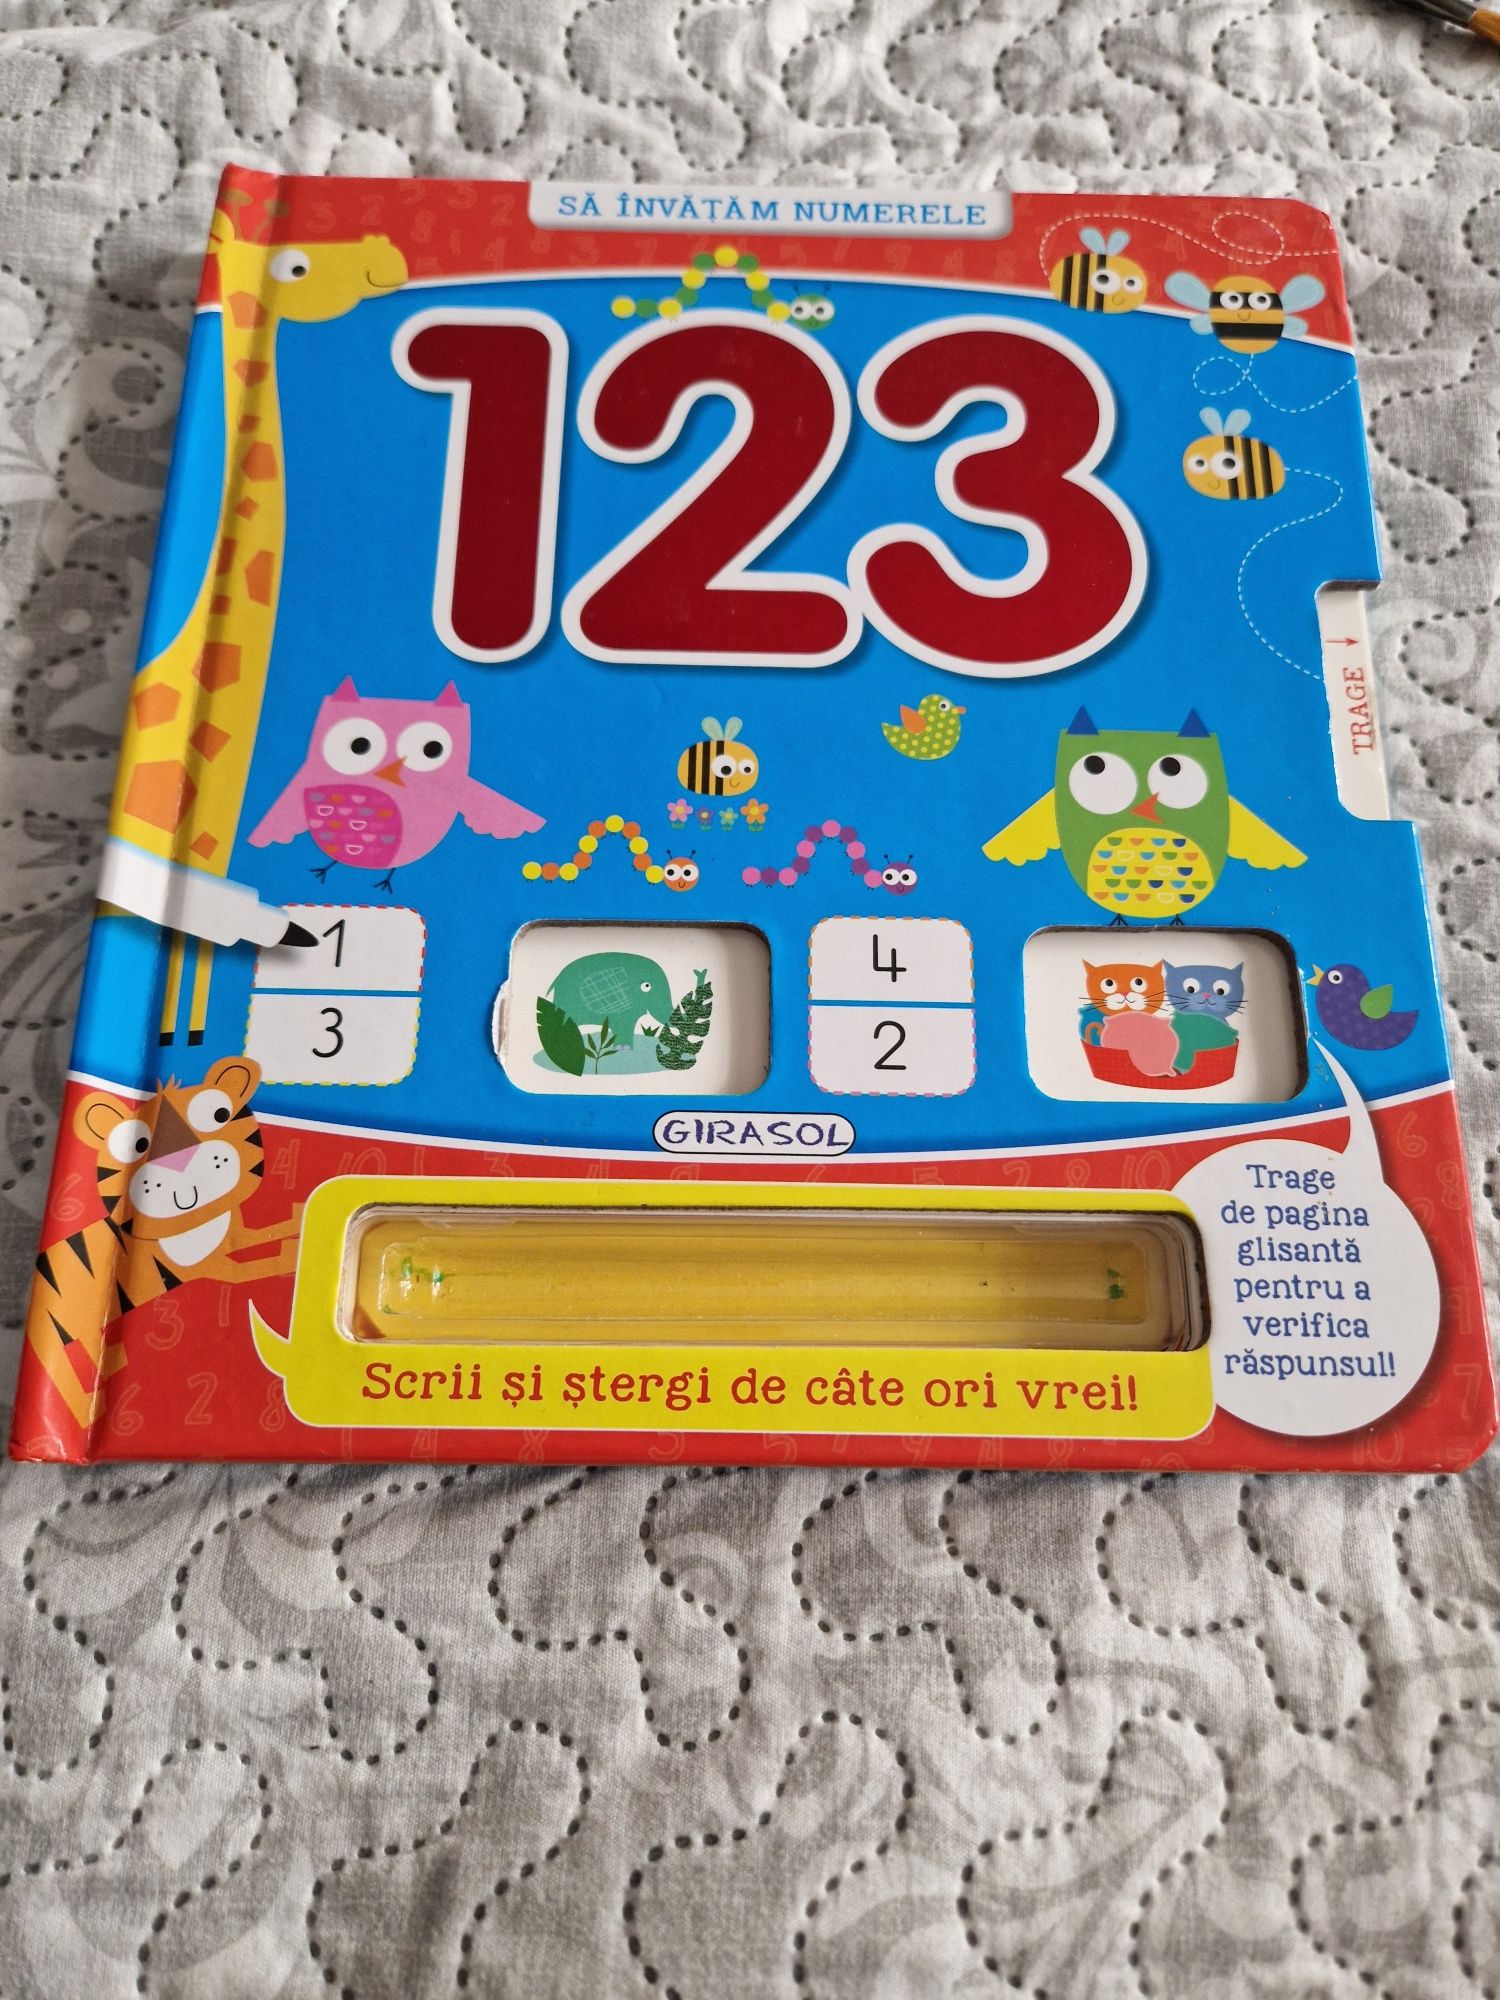 SĂ ÎNVĂȚĂM NUMERELE
123
TRAGE →
1
3
4
2
GIRASOL
Trage
de pagina
glisantă
pentru a
verifica
răspunsul!
Scrii și ștergi de câte ori vrei!